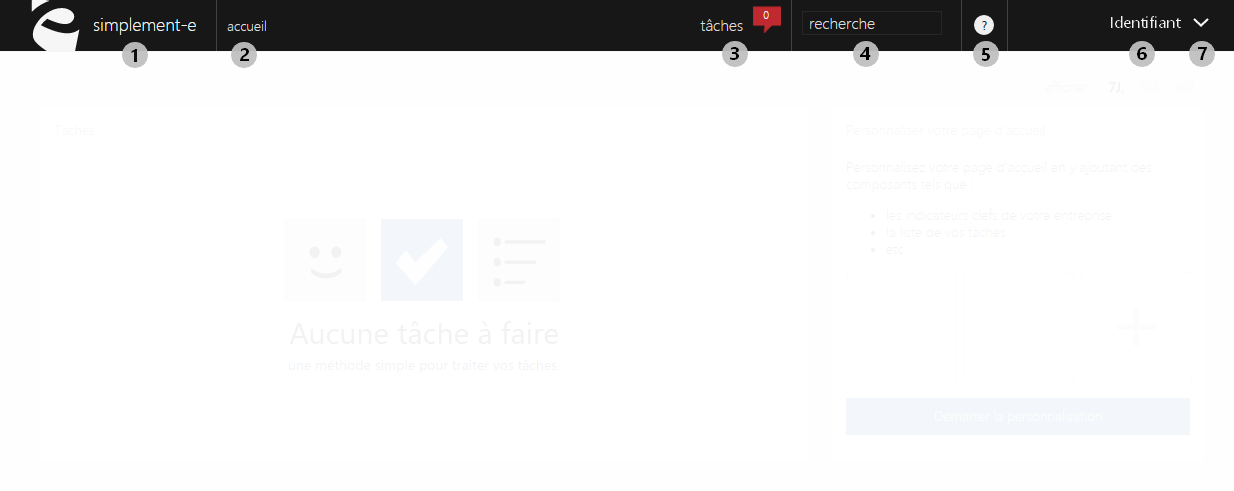 simplement-e accueil tâches 0 recherche ? Identifiant
1 2 3 4 5 6 7
7J,
Tâches Personnaliser votre page d'accueil
Personnalisez votre page d'accueil en y ajoutant des
composants tels que
• les indicateurs clefs de votre entreprise
• la liste de vos tâches
• etc
Aucune tâche à faire
une méthode simple pour traiter vos tâches.
Démarrer la personnalisation